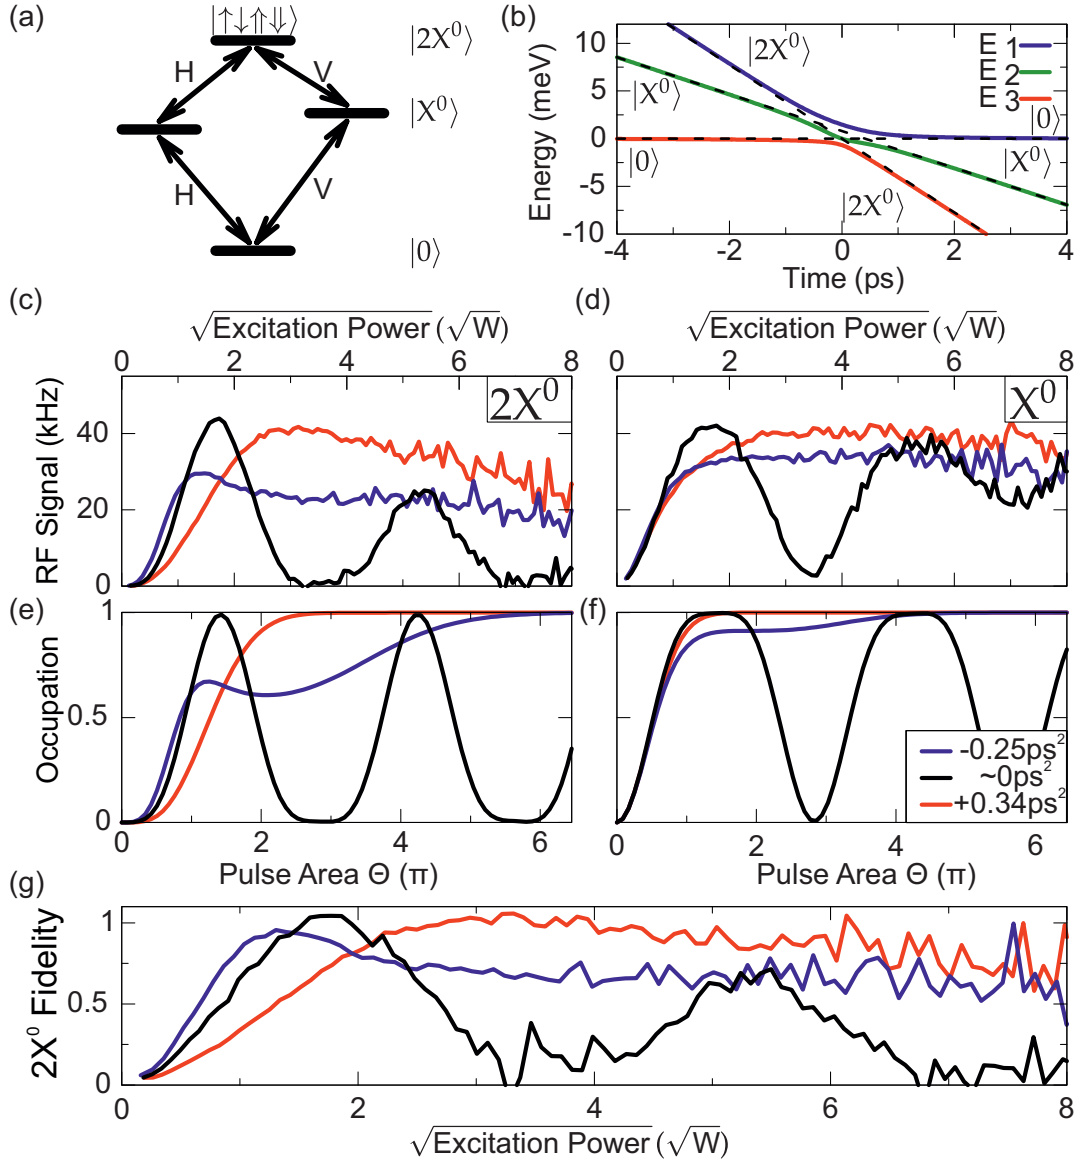 (a)
|↑↓⇑⇓⟩
|2X⁰⟩
H
V
|X⁰⟩
H
V
|0⟩
(b)
10
5
0
-5
-10
Energy (meV)
|2X⁰⟩
|X⁰⟩
|0⟩
E 1
E 2
E 3
|0⟩
|X⁰⟩
|2X⁰⟩
-4 -2 0 2 4
Time (ps)
(c)
√Excitation Power (√W)
0 2 4 6 8
2X⁰
RF Signal (kHz)
40
20
0
(d)
√Excitation Power (√W)
0 2 4 6 8
X⁰
(e)
Occupation
1
0.5
0
0 2 4 6
Pulse Area Θ (π)
(f)
-0.25ps²
~0ps²
+0.34ps²
0 2 4 6
Pulse Area Θ (π)
(g)
2X⁰ Fidelity
1
0.5
0
0 2 4 6 8
√Excitation Power (√W)